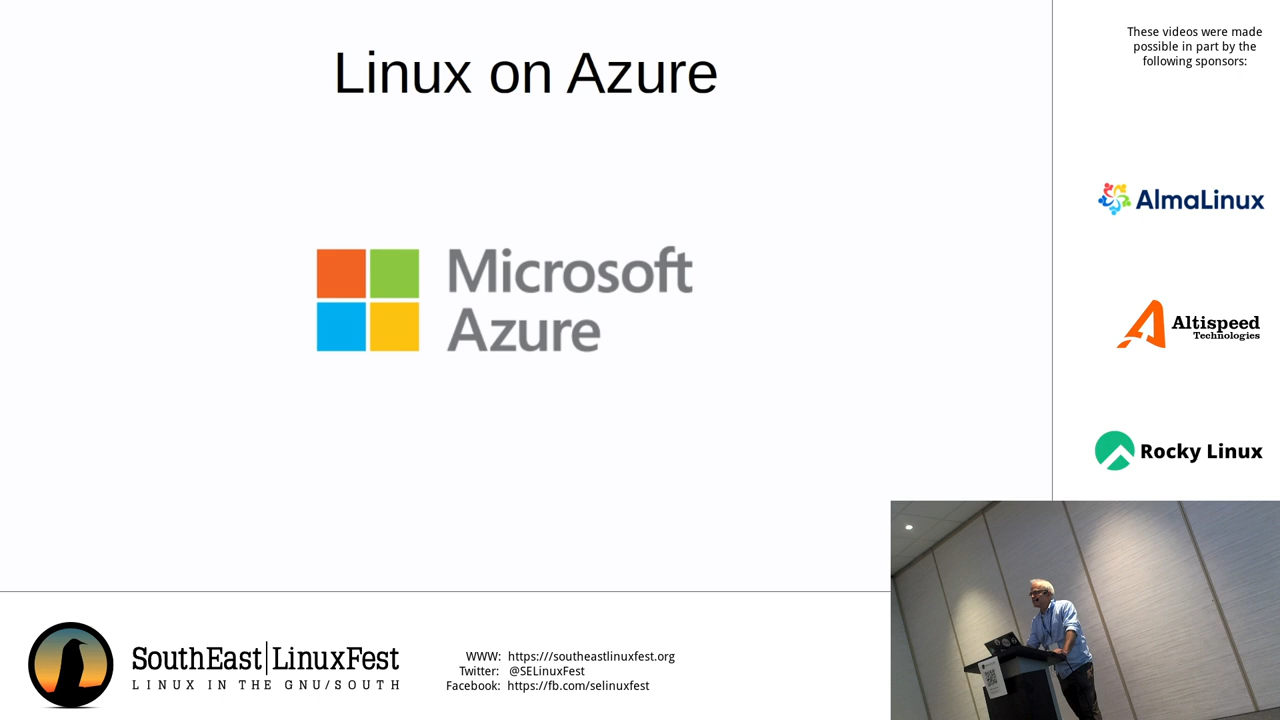 Linux on Azure
Microsoft
Azure
These videos were made
possible in part by the
following sponsors:
AlmaLinux
Altispeed
Technologies
Rocky Linux
SouthEast|LinuxFest
LINUX IN THE GNU/SOUTH
WWW: https:///southeastlinuxfest.org
Twitter: @SELinuxFest
Facebook: https://fb.com/selinuxfest